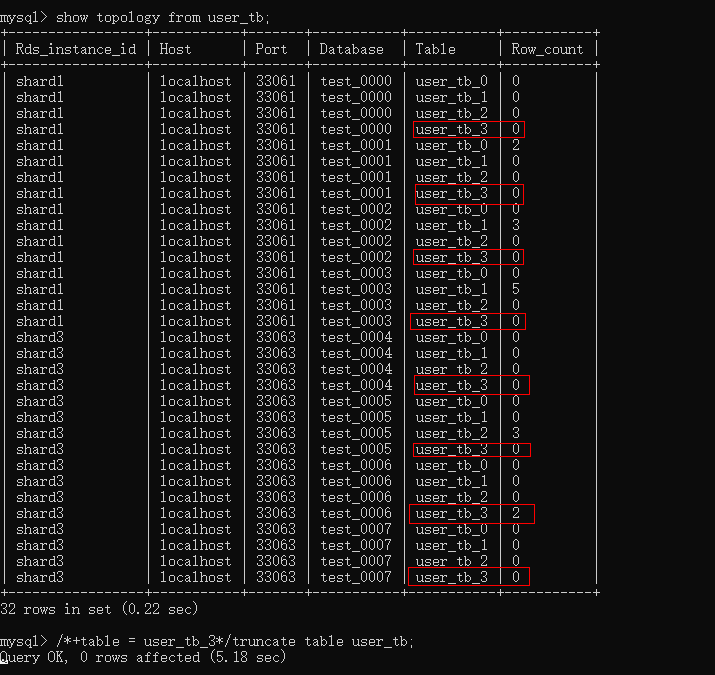 mysql> show topology from user_tb;
| Rds_instance_id | Host | Port | Database | Table | Row_count |
| shard1 | localhost | 33061 | test_0000 | user_tb_0 | 0 |
| shard1 | localhost | 33061 | test_0000 | user_tb_1 | 0 |
| shard1 | localhost | 33061 | test_0000 | user_tb_2 | 0 |
| shard1 | localhost | 33061 | test_0000 | user_tb_3 | 0 |
| shard1 | localhost | 33061 | test_0001 | user_tb_0 | 2 |
| shard1 | localhost | 33061 | test_0001 | user_tb_1 | 0 |
| shard1 | localhost | 33061 | test_0001 | user_tb_2 | 0 |
| shard1 | localhost | 33061 | test_0001 | user_tb_3 | 0 |
| shard1 | localhost | 33061 | test_0002 | user_tb_0 | 0 |
| shard1 | localhost | 33061 | test_0002 | user_tb_1 | 3 |
| shard1 | localhost | 33061 | test_0002 | user_tb_2 | 0 |
| shard1 | localhost | 33061 | test_0002 | user_tb_3 | 0 |
| shard1 | localhost | 33061 | test_0003 | user_tb_0 | 0 |
| shard1 | localhost | 33061 | test_0003 | user_tb_1 | 5 |
| shard1 | localhost | 33061 | test_0003 | user_tb_2 | 0 |
| shard1 | localhost | 33061 | test_0003 | user_tb_3 | 0 |
| shard3 | localhost | 33063 | test_0004 | user_tb_0 | 0 |
| shard3 | localhost | 33063 | test_0004 | user_tb_1 | 0 |
| shard3 | localhost | 33063 | test_0004 | user_tb_2 | 0 |
| shard3 | localhost | 33063 | test_0004 | user_tb_3 | 0 |
| shard3 | localhost | 33063 | test_0005 | user_tb_0 | 0 |
| shard3 | localhost | 33063 | test_0005 | user_tb_1 | 0 |
| shard3 | localhost | 33063 | test_0005 | user_tb_2 | 3 |
| shard3 | localhost | 33063 | test_0005 | user_tb_3 | 0 |
| shard3 | localhost | 33063 | test_0006 | user_tb_0 | 0 |
| shard3 | localhost | 33063 | test_0006 | user_tb_1 | 0 |
| shard3 | localhost | 33063 | test_0006 | user_tb_2 | 0 |
| shard3 | localhost | 33063 | test_0006 | user_tb_3 | 2 |
| shard3 | localhost | 33063 | test_0007 | user_tb_0 | 0 |
| shard3 | localhost | 33063 | test_0007 | user_tb_1 | 0 |
| shard3 | localhost | 33063 | test_0007 | user_tb_2 | 0 |
| shard3 | localhost | 33063 | test_0007 | user_tb_3 | 0 |
32 rows in set (0.22 sec)
mysql> /*+table = user_tb_3*/truncate table user_tb;
Query OK, 0 rows affected (5.18 sec)